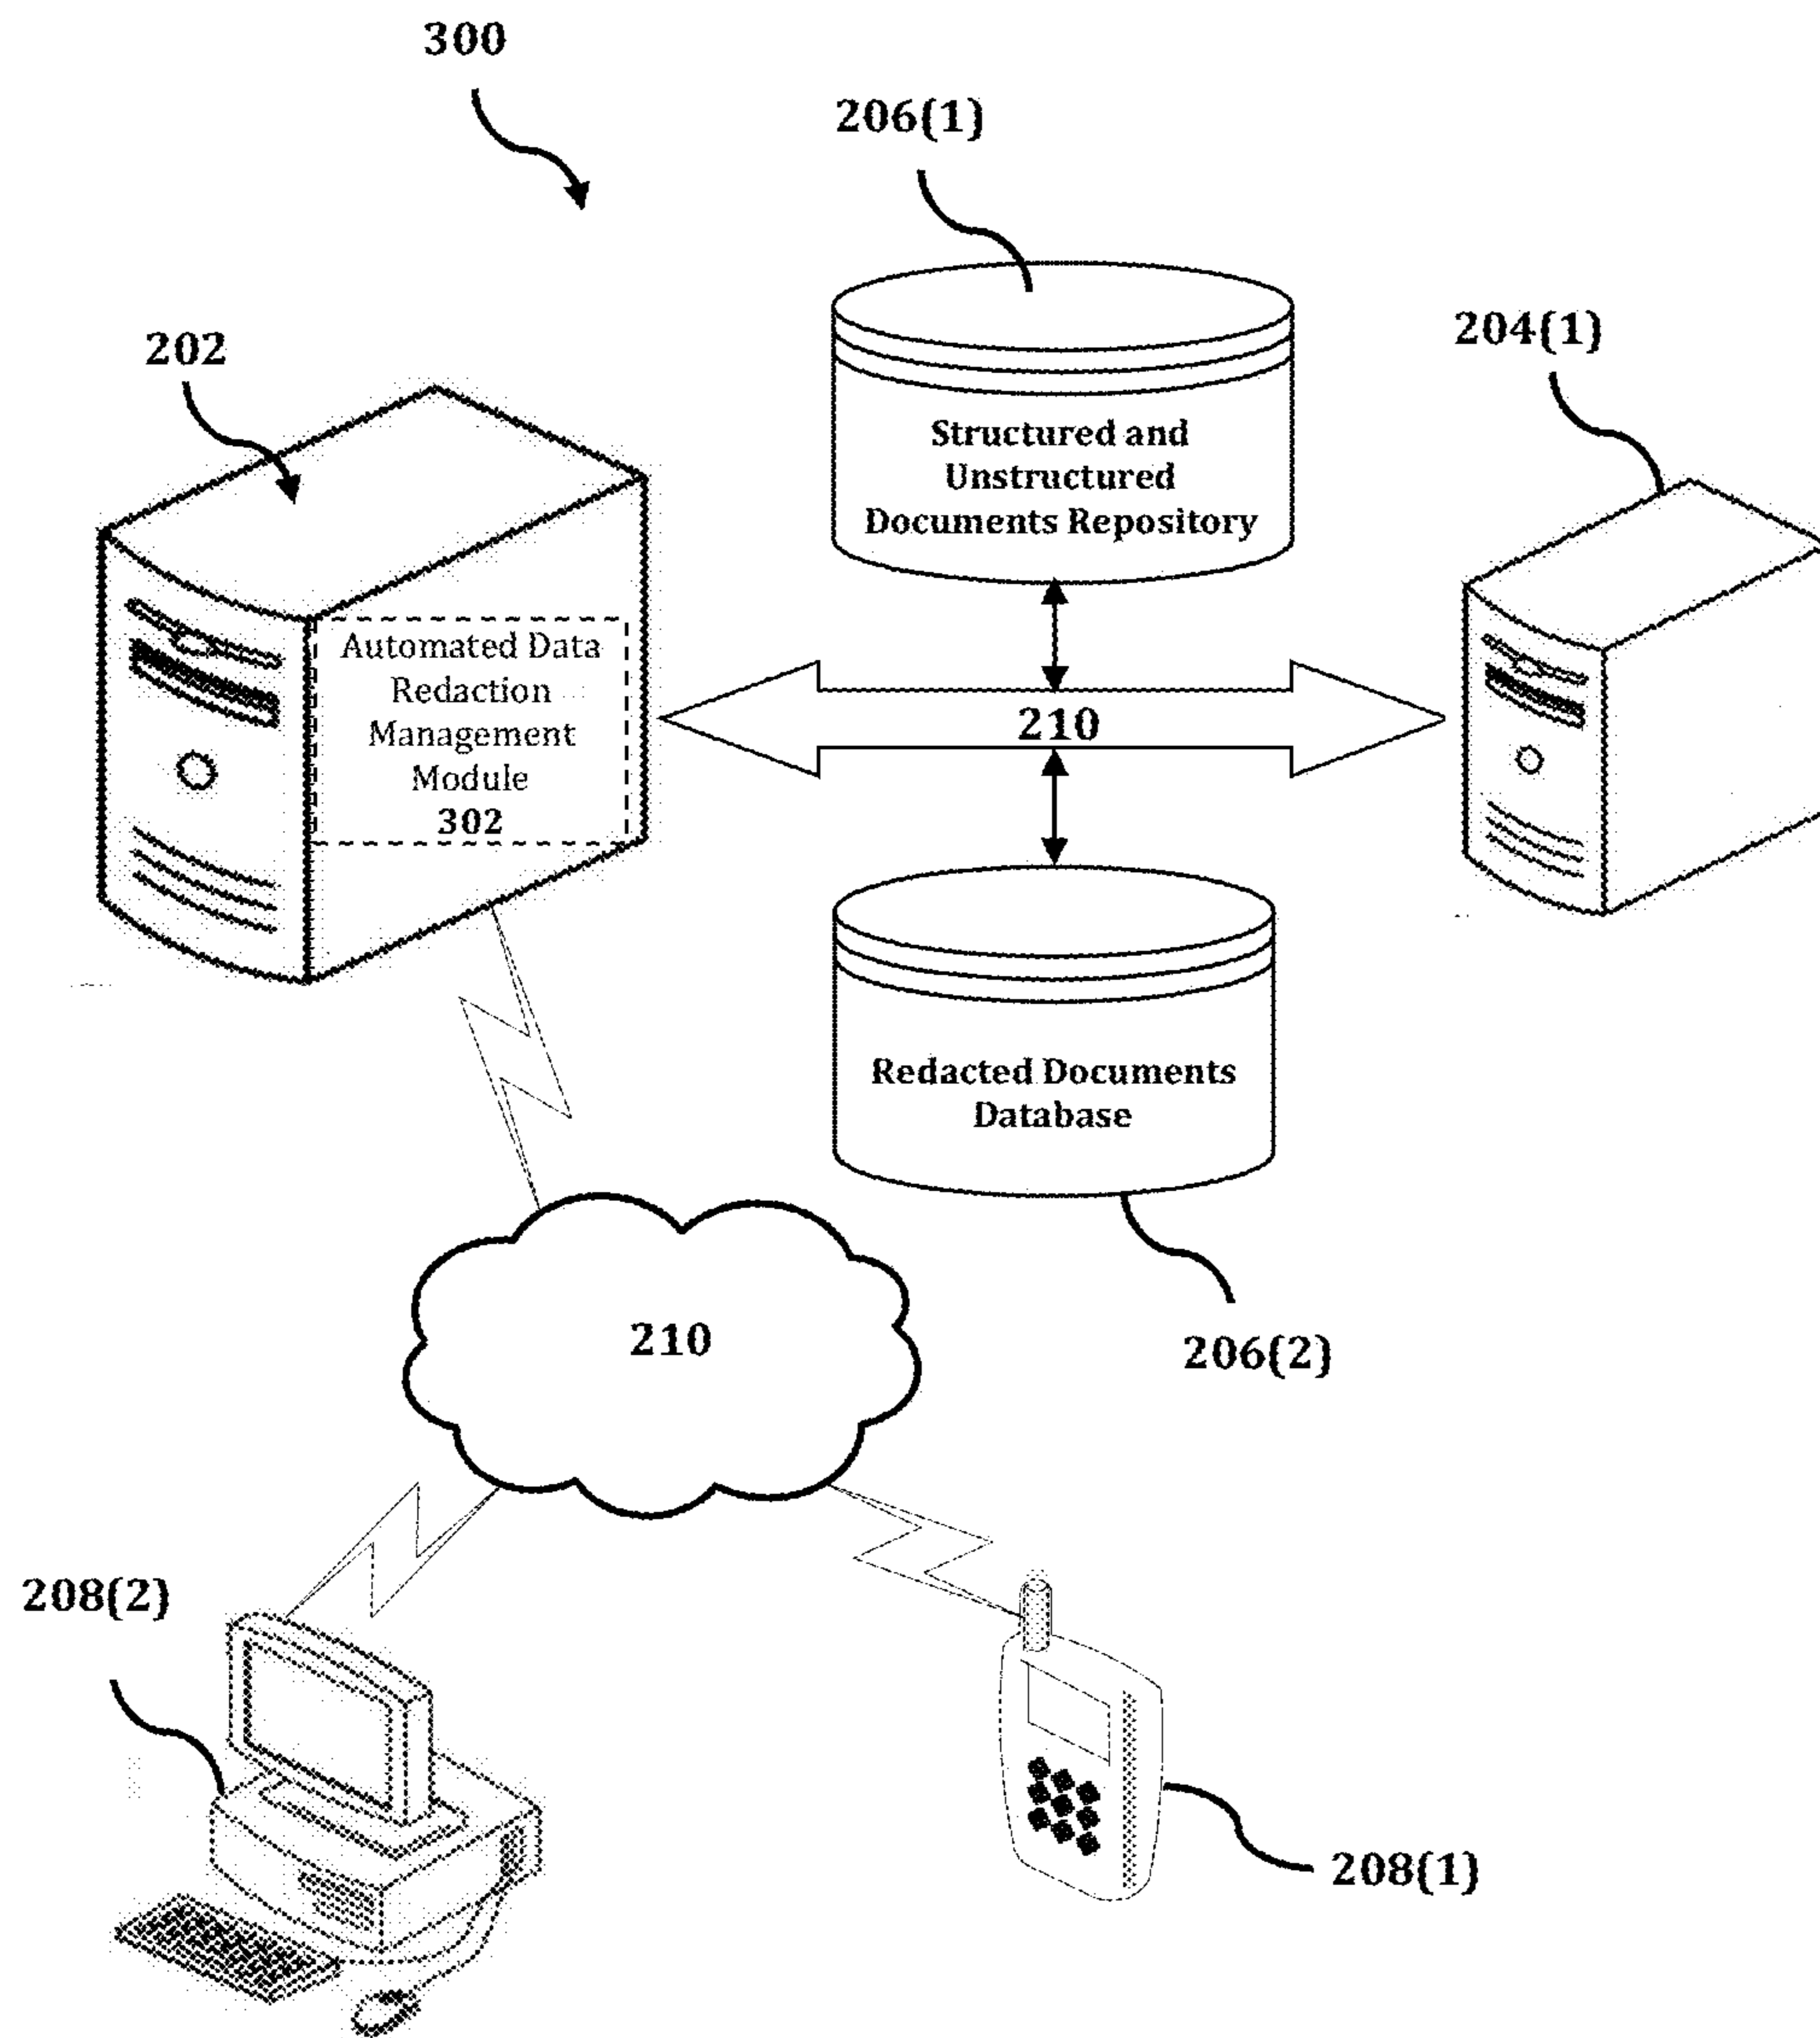 300
206(1)
204(1)
202
Structured and
Unstructured
Documents Repository
Automated Data
Redaction
Management
Module
302
210
Redacted Documents
Database
206(2)
210
208(2)
208(1)